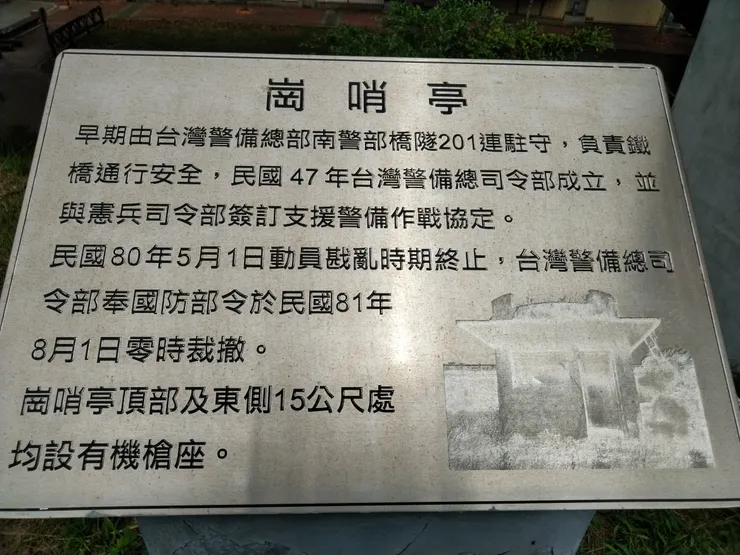 崗哨亭
早期由台灣警備總部南警部橋隧201連駐守，負責鐵
橋通行安全，民國47年台灣警備總司令部成立，並
與憲兵司令部簽訂支援警備作戰協定。
民國80年5月1日動員戡亂時期終止，台灣警備總司
令部奉國防部令於民國81年
8月1日零時裁撤。
崗哨亭頂部及東側15公尺處
均設有機槍座。